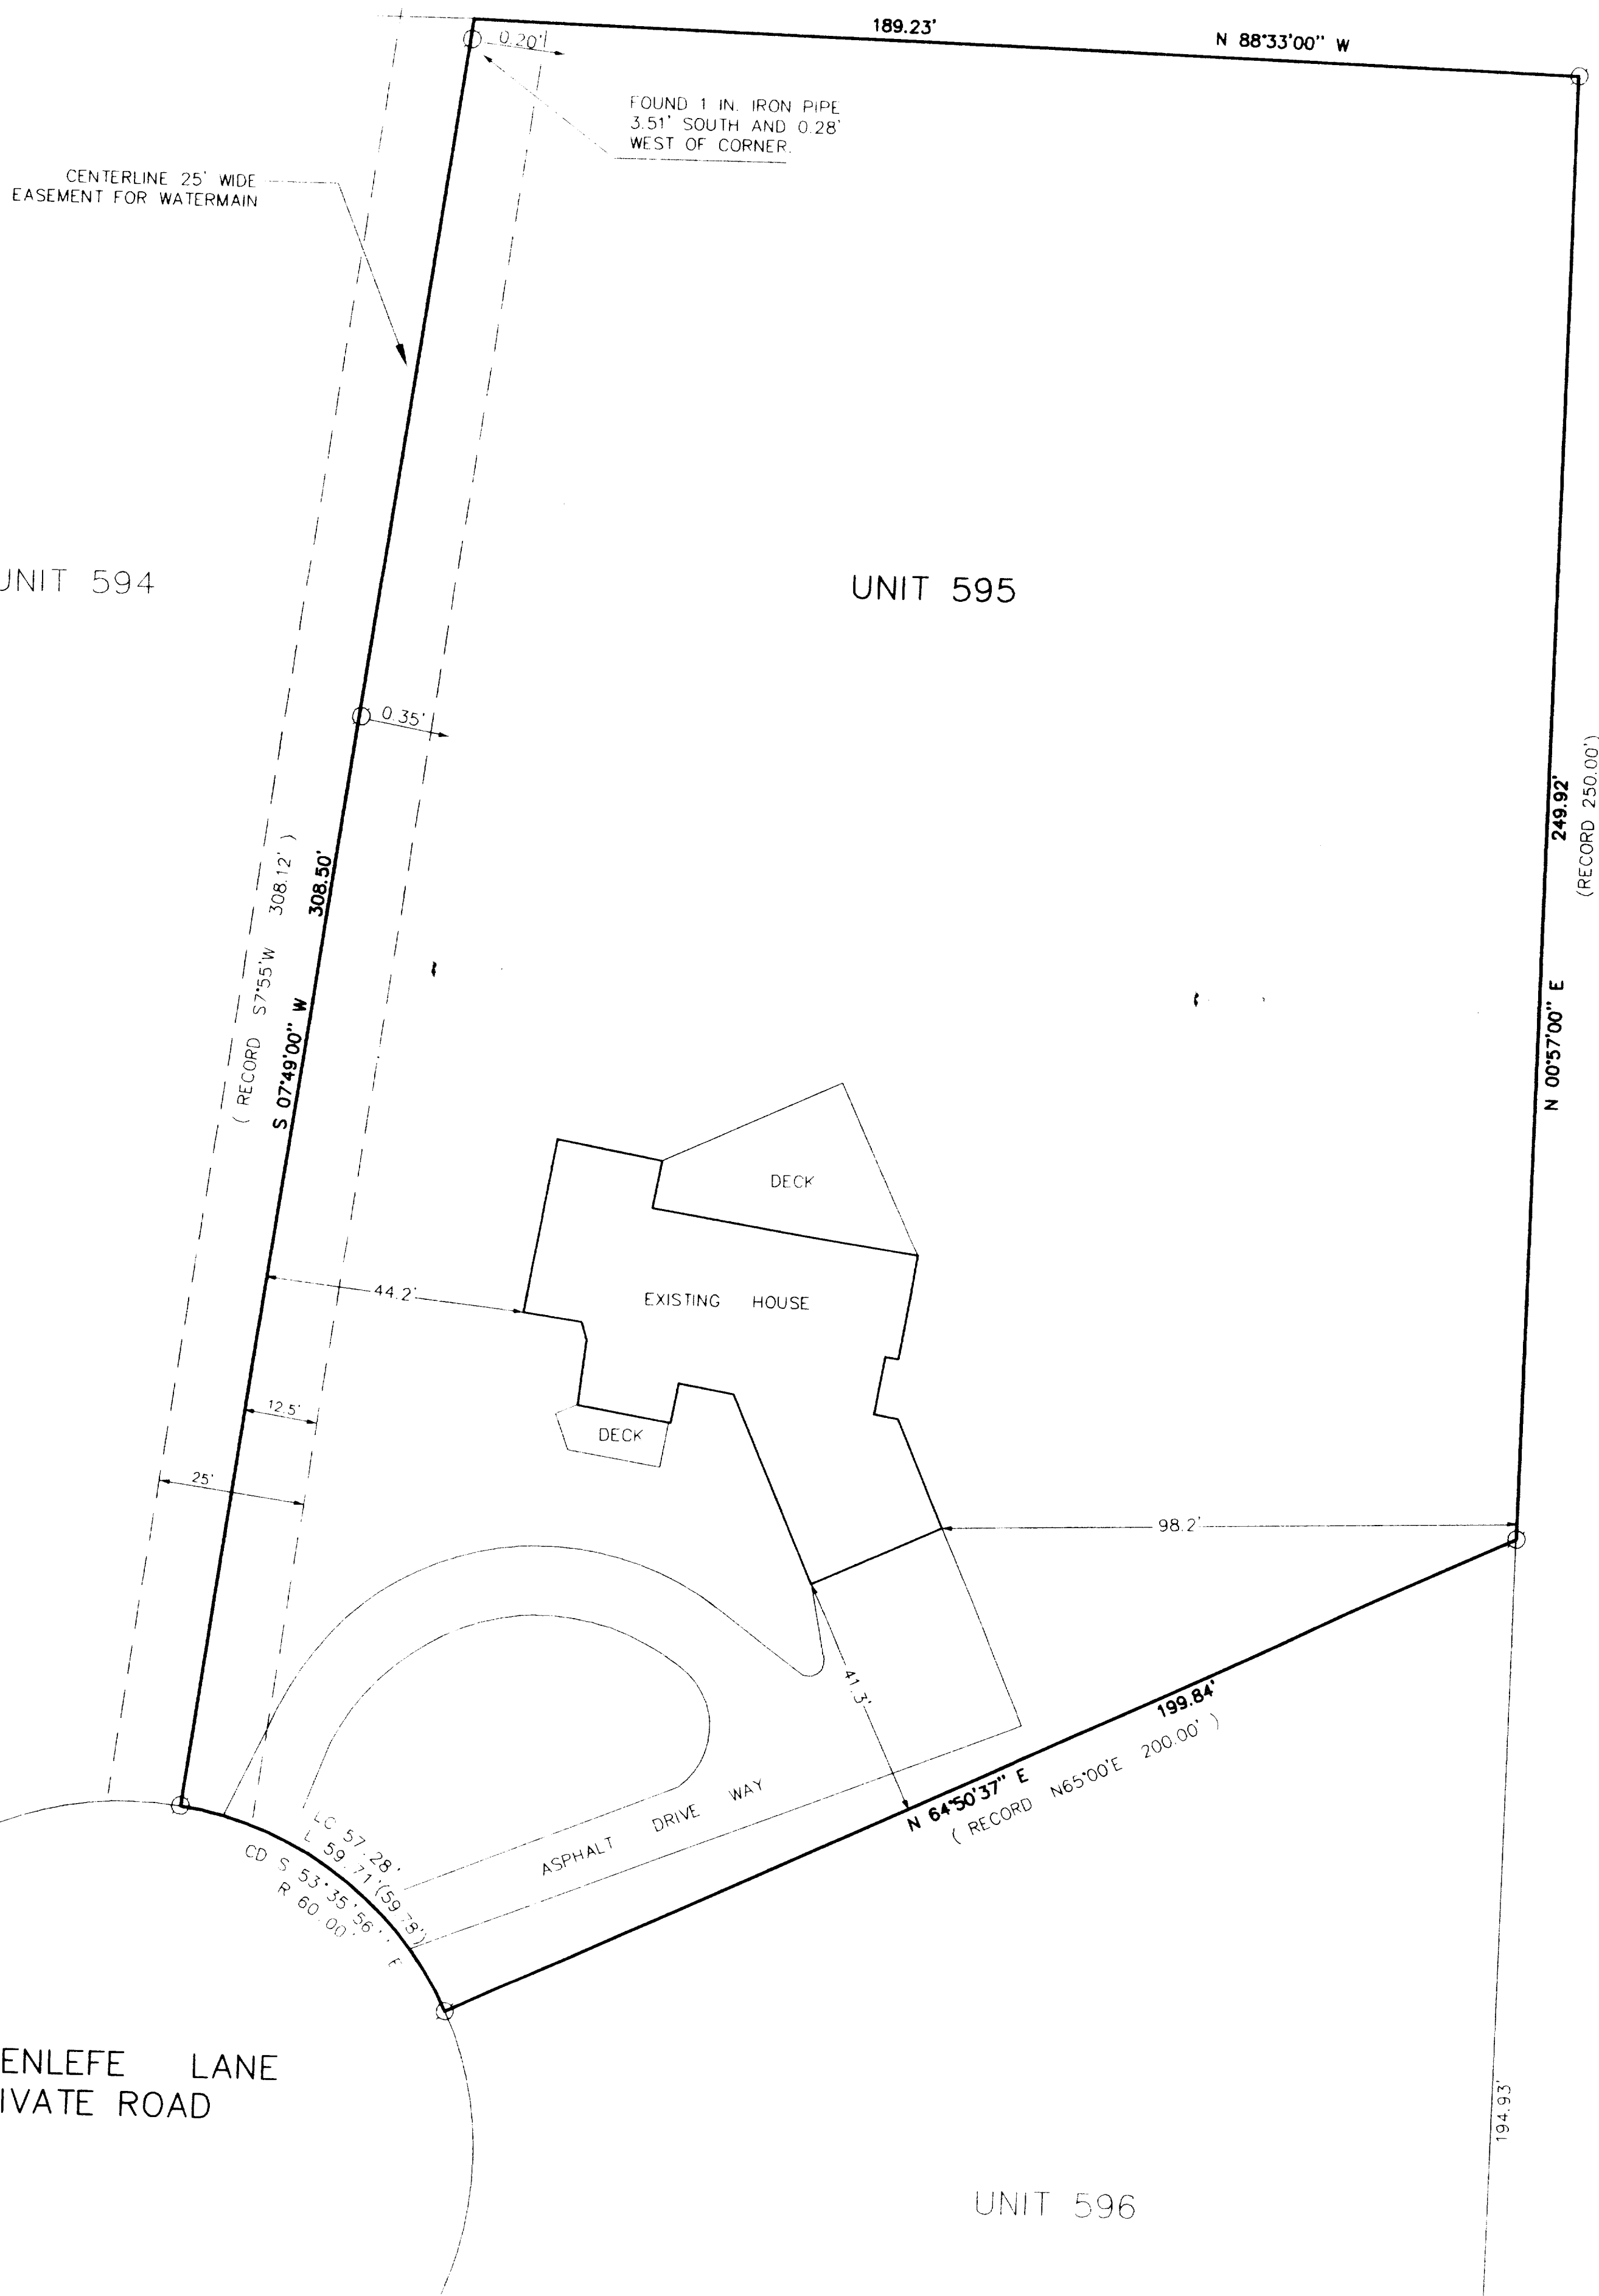 189.23'
N 88°33'00" W
0.20'
FOUND 1 IN. IRON PIPE
3.51' SOUTH AND 0.28'
WEST OF CORNER.
CENTERLINE 25' WIDE
EASEMENT FOR WATERMAIN
UNIT 594
UNIT 595
0.35'
249.92'
(RECORD 250.00')
N 00°57'00" E
308.50'
S 07°49'00" W
( RECORD S7°55'W 308.12' )
DECK
EXISTING HOUSE
44.2'
12.5'
DECK
25'
98.2'
41.3'
199.84'
N 64°50'37" E
( RECORD N65°00'E 200.00' )
ASPHALT DRIVE WAY
LC 57.28'
L 59.71'(59.78')
CD S 53°35'56'' E
R 60.00'
ENLEFE LANE
IVATE ROAD
194.93'
UNIT 596